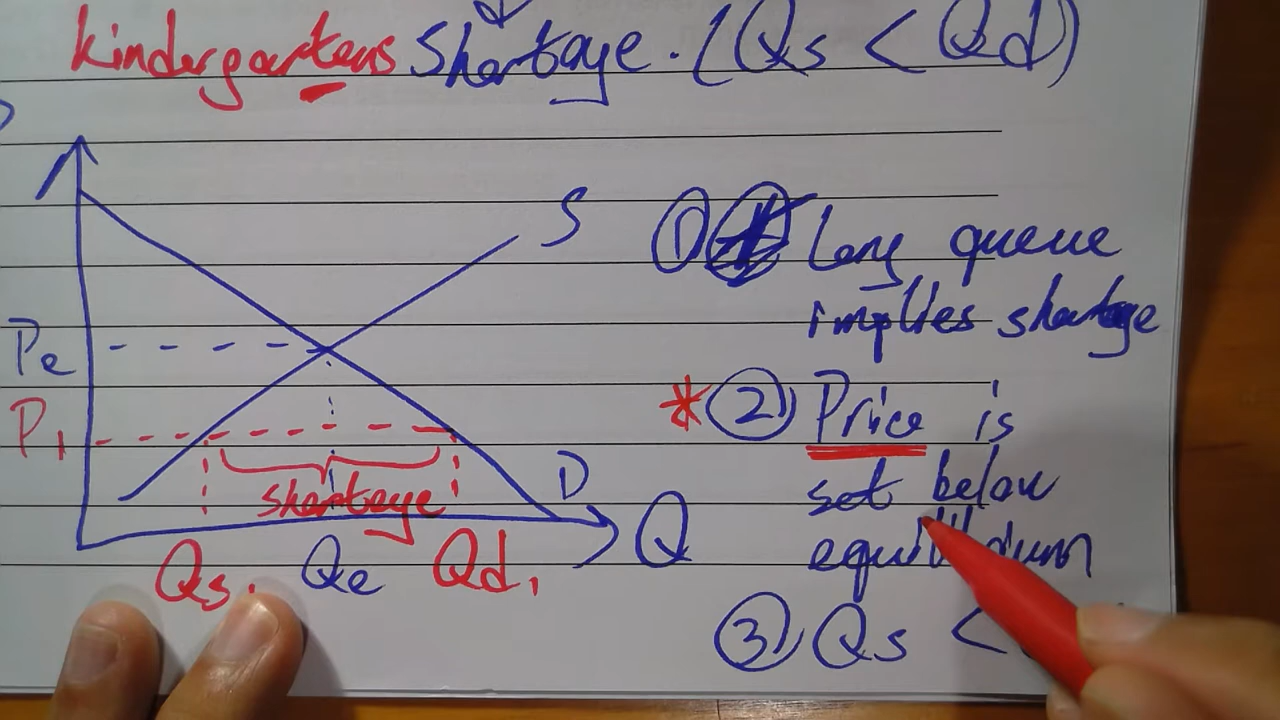 kindergartens shortage. (Qs < Qd)
S
① Long queue
implies shortage
Pe
* ② Price is
P1
set below
D
shortage
Q
equilibrium
Qs1 Qe Qd1
③ Qs <